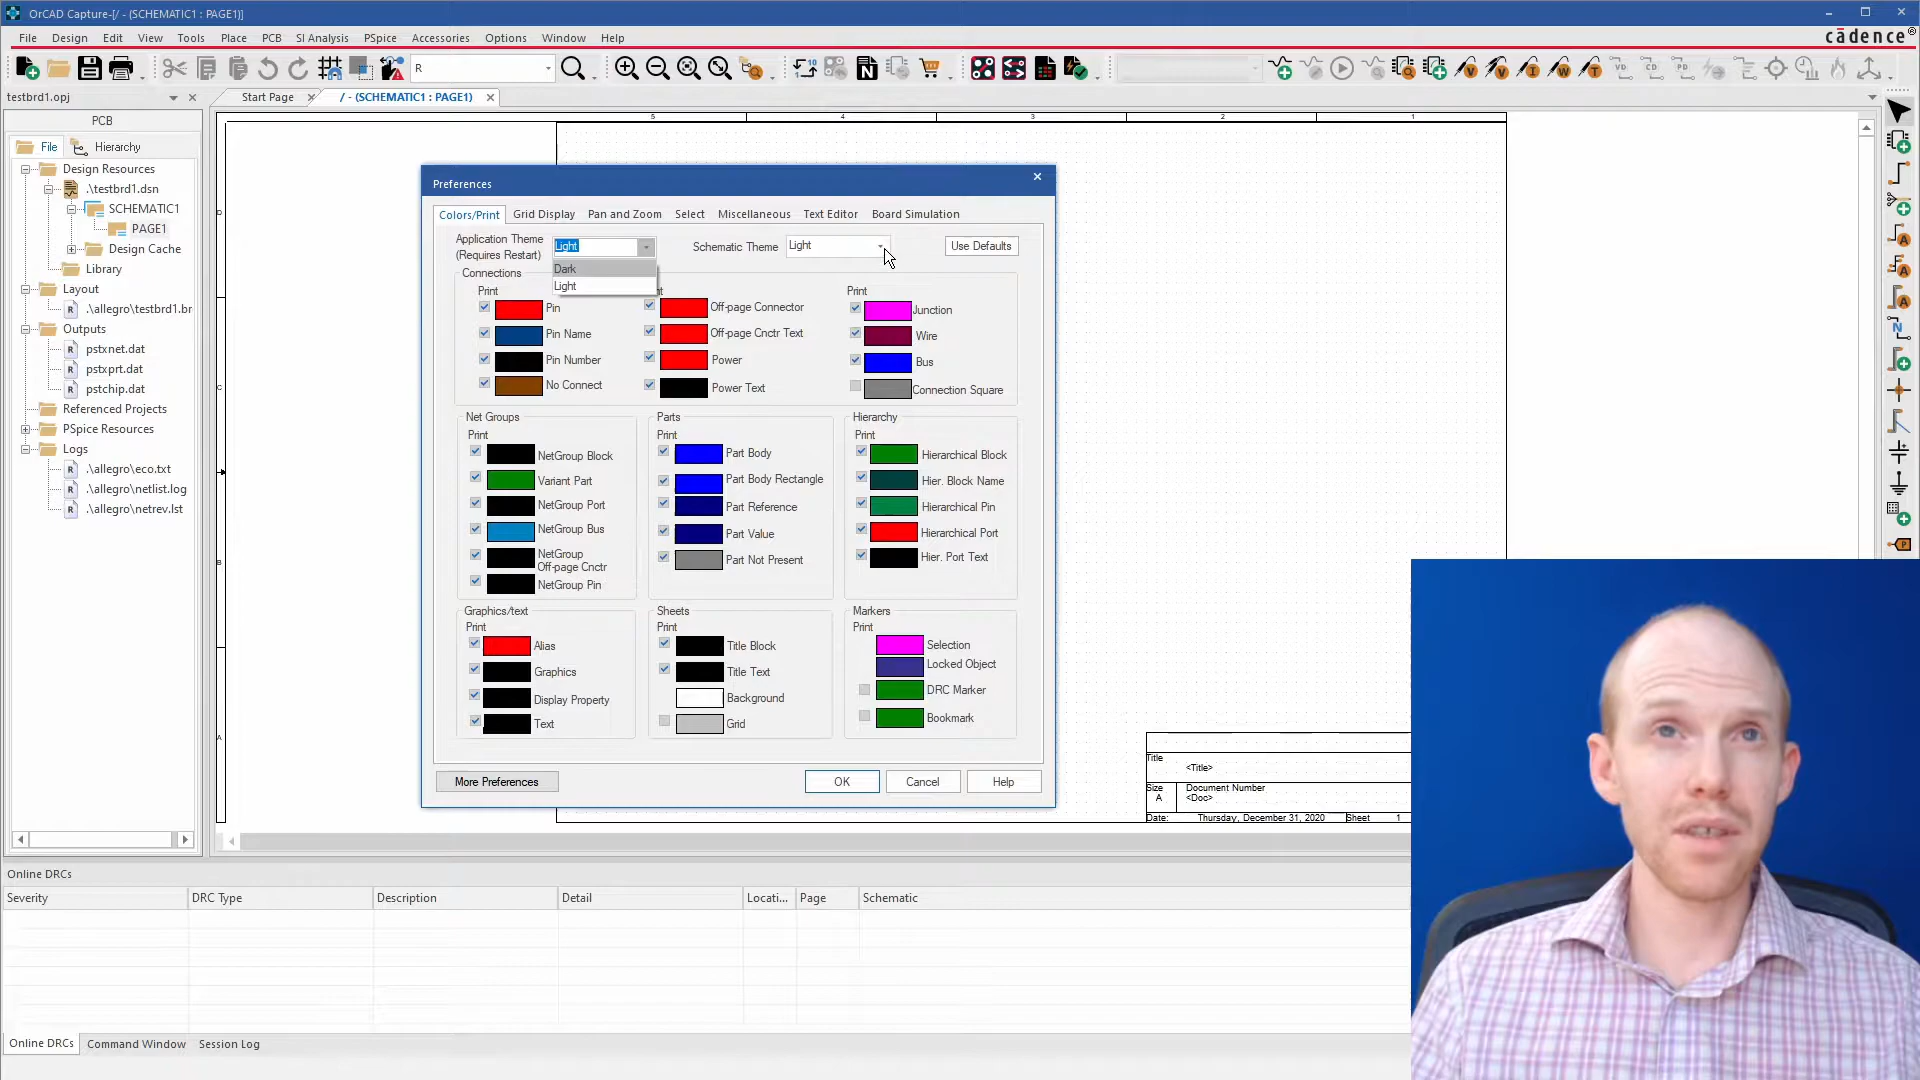 OrCAD Capture-[/ - (SCHEMATIC1 : PAGE1)]
File Design Edit View Tools Place PCB SI Analysis PSpice Accessories Options Window Help
cādence®
R
testbrd1.opj
Start Page
/ - (SCHEMATIC1 : PAGE1)
PCB
File Hierarchy
Design Resources
.\testbrd1.dsn
SCHEMATIC1
PAGE1
Design Cache
Library
Layout
.\allegro\testbrd1.br
Outputs
pstxnet.dat
pstxprt.dat
pstchip.dat
Referenced Projects
PSpice Resources
Logs
.\allegro\eco.txt
.\allegro\netlist.log
.\allegro\netrev.lst
5 4 3 2 1
D
C
B
A
Preferences
Colors/Print Grid Display Pan and Zoom Select Miscellaneous Text Editor Board Simulation
Application Theme
(Requires Restart)
Light
Dark
Light
Schematic Theme
Light
Use Defaults
Connections
Print
Pin
Pin Name
Pin Number
No Connect
Off-page Connector
Off-page Cnctr Text
Power
Power Text
Print
Junction
Wire
Bus
Connection Square
Net Groups
Print
NetGroup Block
Variant Part
NetGroup Port
NetGroup Bus
NetGroup
Off-page Cnctr
NetGroup Pin
Parts
Print
Part Body
Part Body Rectangle
Part Reference
Part Value
Part Not Present
Hierarchy
Print
Hierarchical Block
Hier. Block Name
Hierarchical Pin
Hierarchical Port
Hier. Port Text
Graphics/text
Print
Alias
Graphics
Display Property
Text
Sheets
Print
Title Block
Title Text
Background
Grid
Markers
Print
Selection
Locked Object
DRC Marker
Bookmark
More Preferences
OK
Cancel
Help
Title
<Title>
Size
A
Document Number
<Doc>
Date: Thursday, December 31, 2020 Sheet 1
Online DRCs
Severity DRC Type Description Detail Locati... Page Schematic
Online DRCs Command Window Session Log